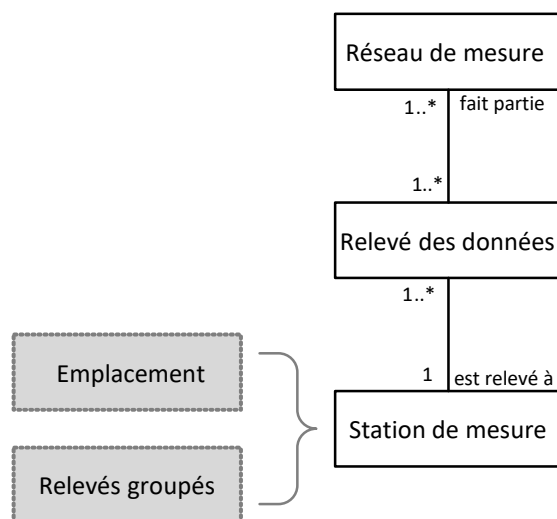 Réseau de mesure
1..* fait partie
1..*
Relevé des données
1..*
Emplacement
1 est relevé à
Station de mesure
Relevés groupés